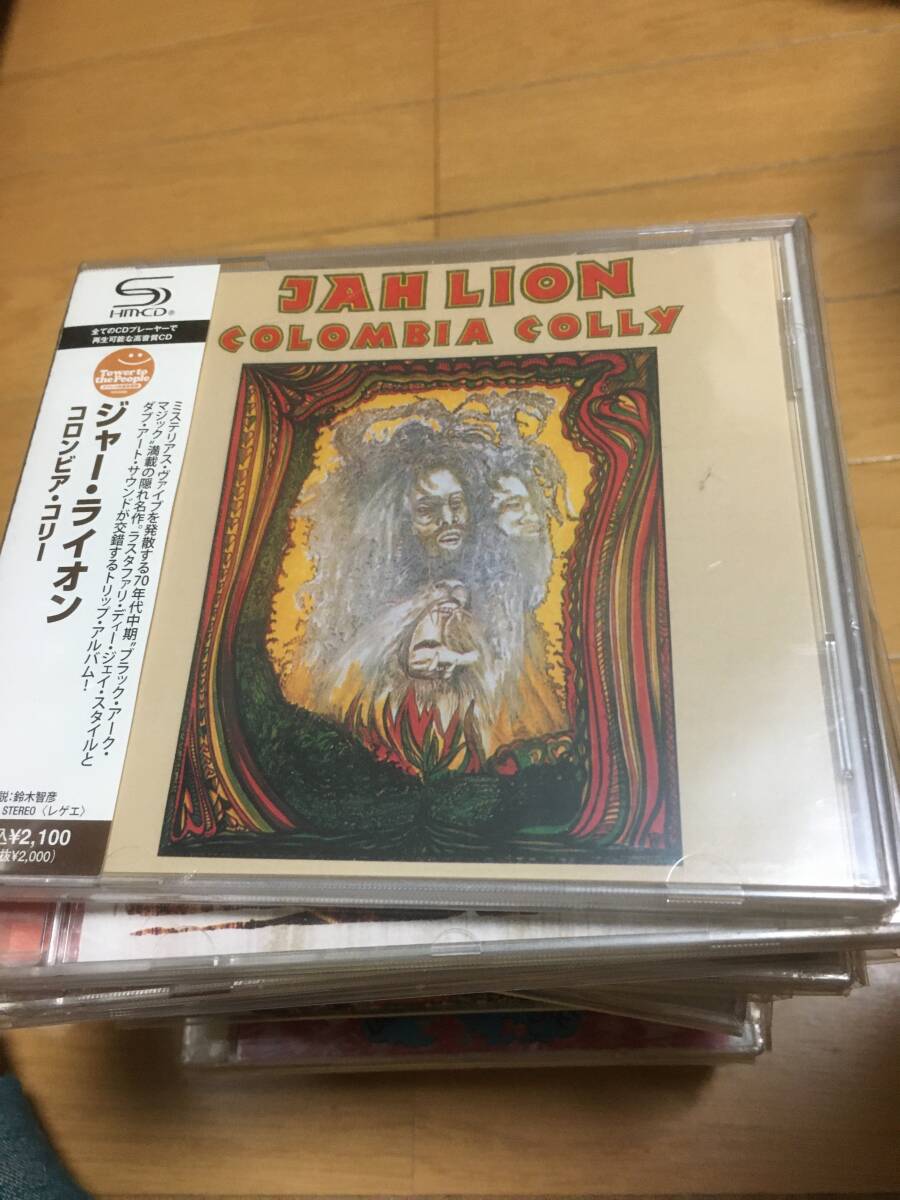 JAH LION
COLOMBIA COLLY
HM-CD®
全てのCDプレーヤーで
再生可能な高音質CD
Tower to
the People
ジャー・ライオン
コロンビア・コリー
ミステリアス・ヴァイブを発散する70年代中期“ブラック・アーク・
マジック”満載の隠れ名作。ラスタファリ・ディー・ジェイ・スタイルと
ダブ・アート・サウンドが交錯するトリップ・アルバム!
説:鈴木智彦
STEREO〈レゲエ〉
込¥2,100
抜¥2,000)